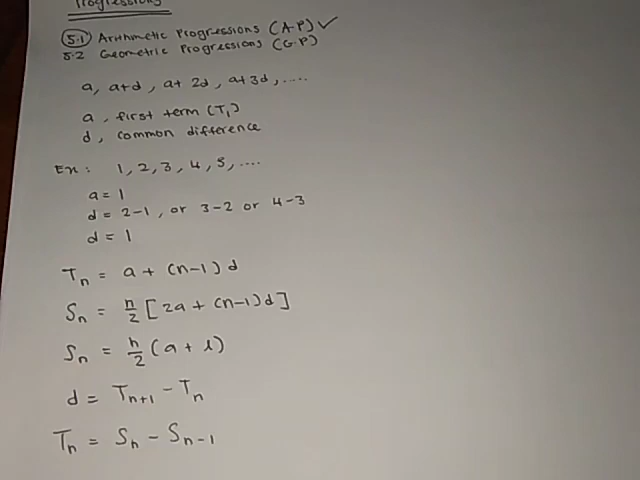 Progressions
5.1 Arithmetic Progressions (A.P) ✓
5.2 Geometric Progressions (G.P)
a, a+d, a+ 2d, a+3d, ....
a, first term (T₁)
d, common difference
Ex: 1, 2, 3, 4, 5, ....
a = 1
d = 2-1, or 3-2 or 4-3
d = 1
Tₙ = a + (n-1)d
Sₙ = n/2 [2a + (n-1)d]
Sₙ = n/2 (a + l)
d = Tₙ₊₁ - Tₙ
Tₙ = Sₙ - Sₙ₋₁